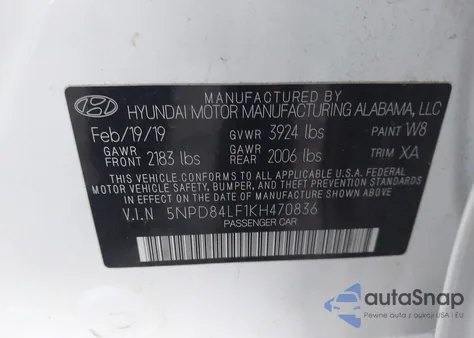 MANUFACTURED BY
HYUNDAI MOTOR MANUFACTURING ALABAMA, LLC
Feb/19/19 GVWR 3924 lbs PAINT W8
GAWR FRONT 2183 lbs GAWR REAR 2006 lbs TRIM XA
THIS VEHICLE CONFORMS TO ALL APPLICABLE U.S. FEDERAL
MOTOR VEHICLE SAFETY, BUMPER, AND THEFT PREVENTION
STANDARDS IN EFFECT ON THE DATE OF MANUFACTURE SHOWN ABOVE.
V.I.N 5NPD84LF1KH470836
PASSENGER CAR
autoSnap
Pewne auta z aukcji USA i EU